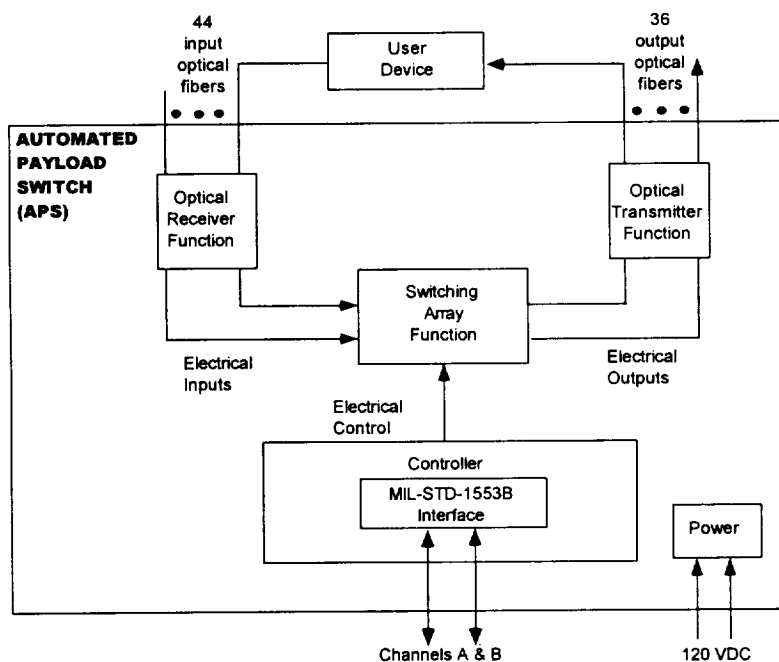 44
input
optical
fibers
User
Device
36
output
optical
fibers
AUTOMATED
PAYLOAD
SWITCH
(APS)
Optical
Receiver
Function
Optical
Transmitter
Function
Switching
Array
Function
Electrical
Inputs
Electrical
Outputs
Electrical
Control
Controller
MIL-STD-1553B
Interface
Power
Channels A & B
120 VDC